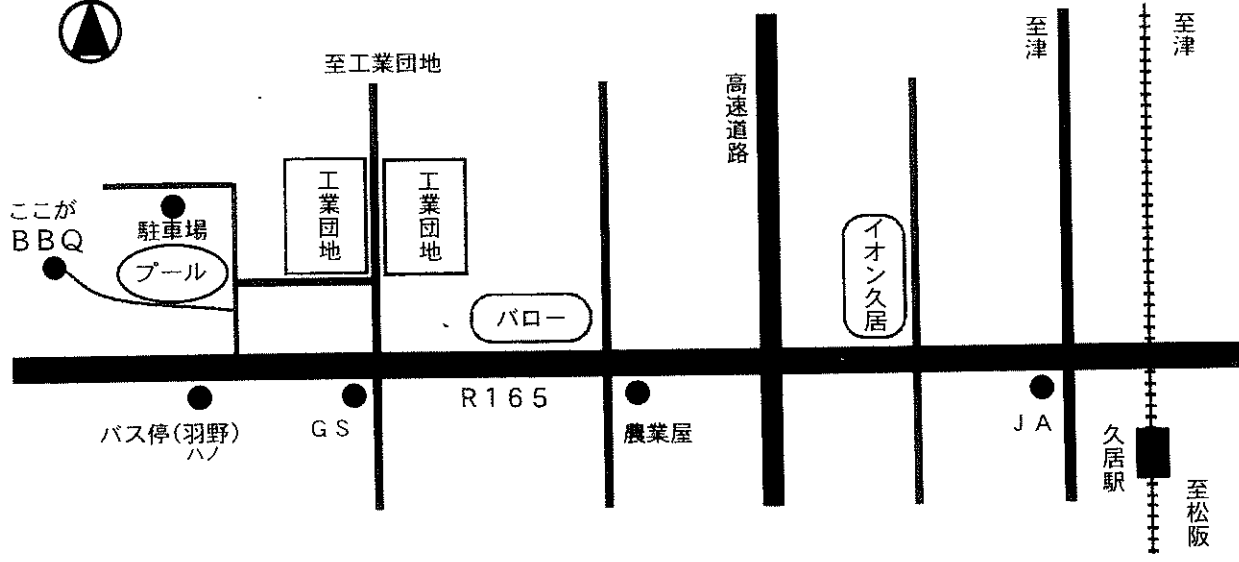 至工業団地
高速道路
至津
至津
工業団地
工業団地
ここが
BBQ
駐車場
プール
イオン久居
バロー
R165
バス停(羽野)
ハノ
GS
農業屋
JA
久居駅
至松阪